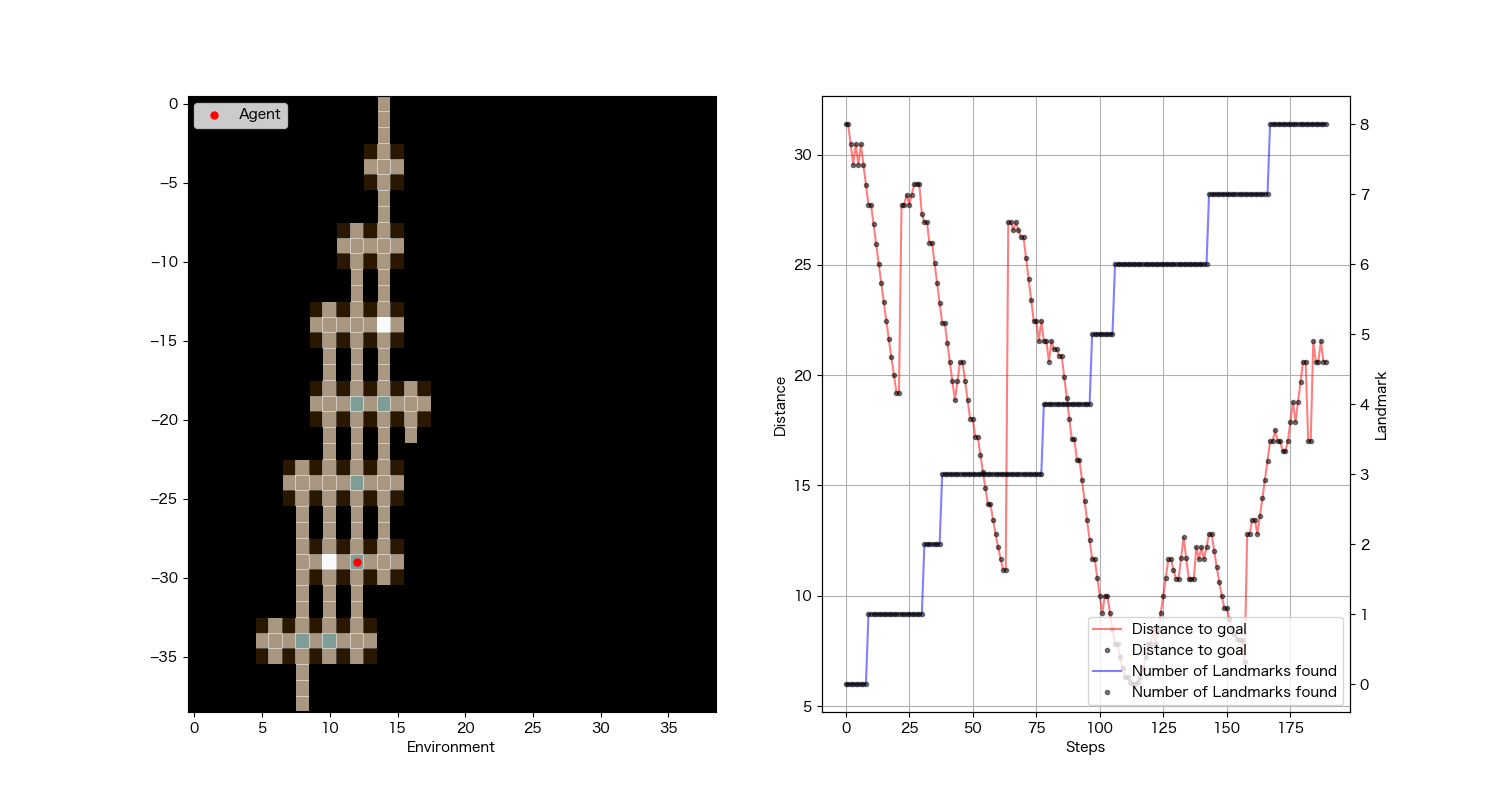 Agent
0
−5
−10
−15
−20
−25
−30
−35
0 5 10 15 20 25 30 35
Environment
Distance
30
25
20
15
10
5
0 25 50 75 100 125 150 175
Steps
8
7
6
5
4
3
2
1
0
Landmark
Distance to goal
Distance to goal
Number of Landmarks found
Number of Landmarks found